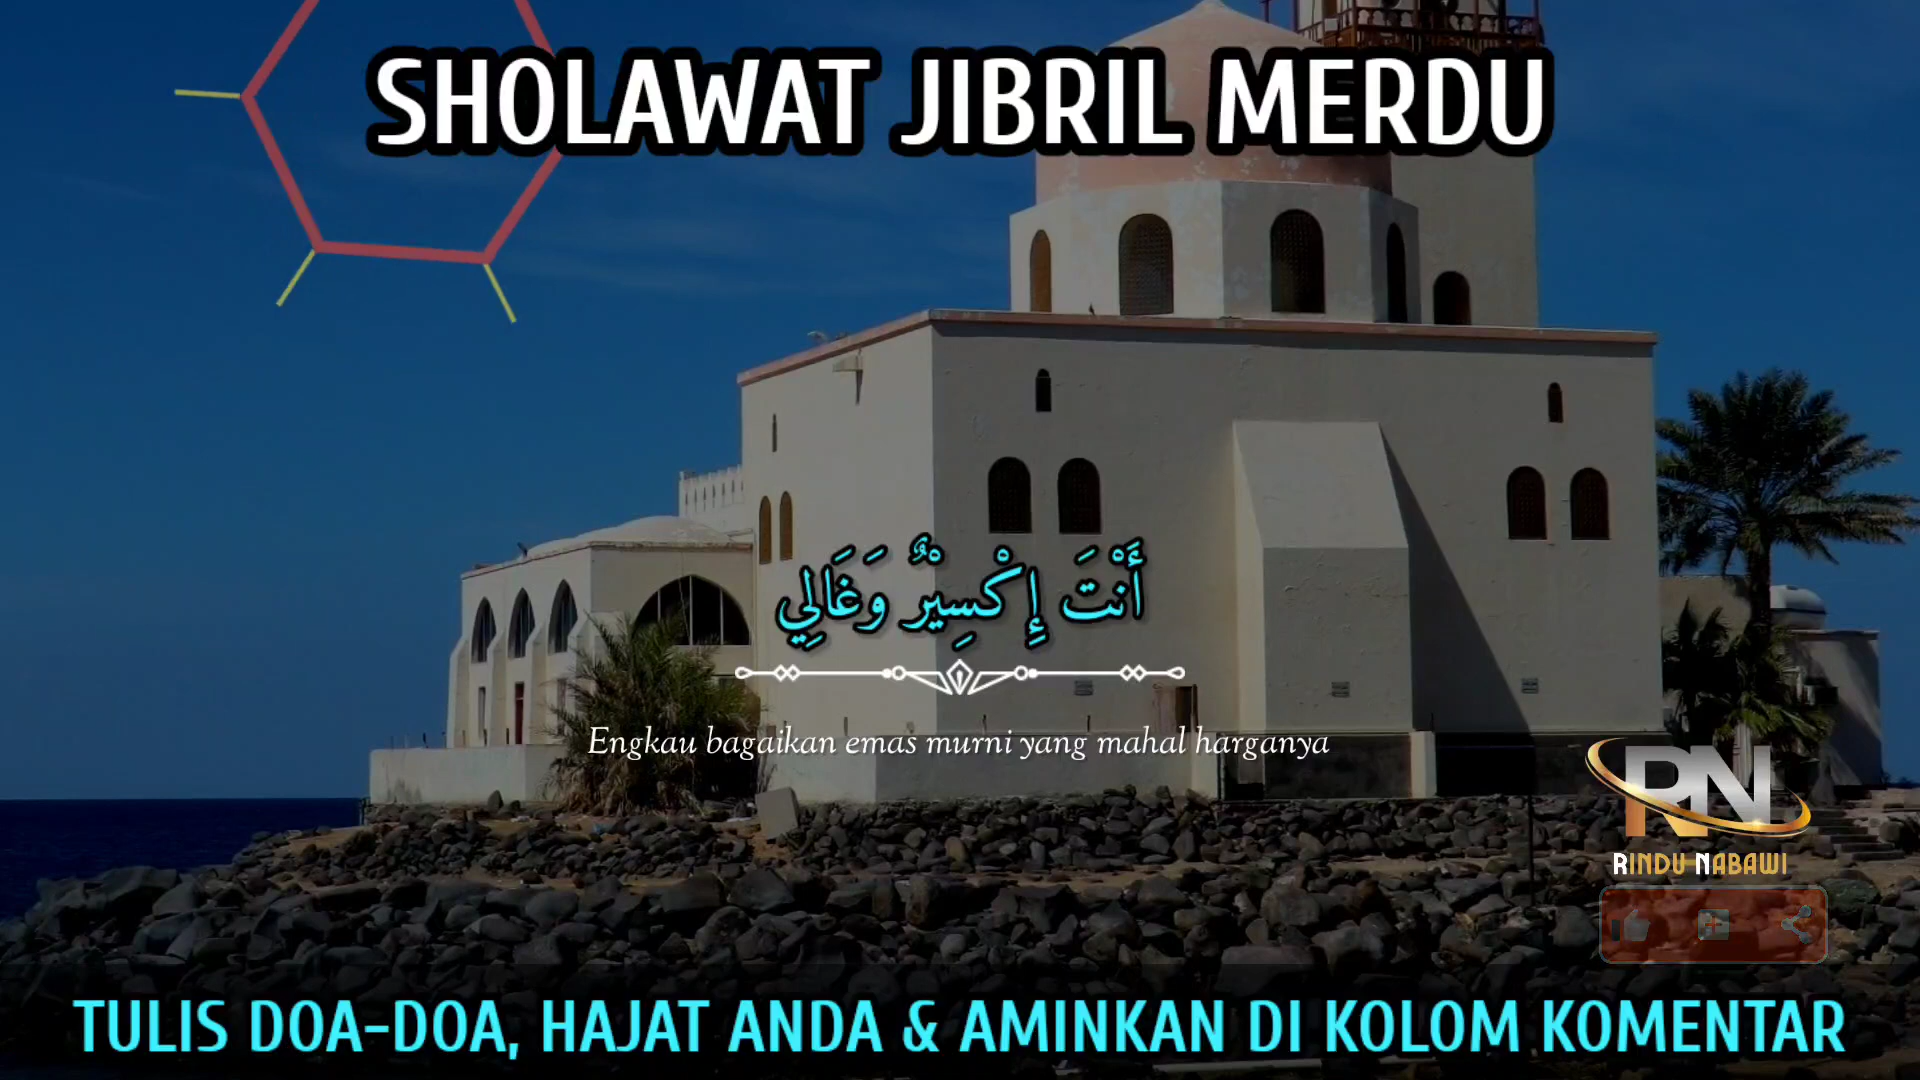 SHOLAWAT JIBRIL MERDU
أَنْتَ إِكْسِيْرٌ وَغَالِي
Engkau bagaikan emas murni yang mahal harganya
RN
RINDU NABAWI
TULIS DOA-DOA, HAJAT ANDA & AMINKAN DI KOLOM KOMENTAR